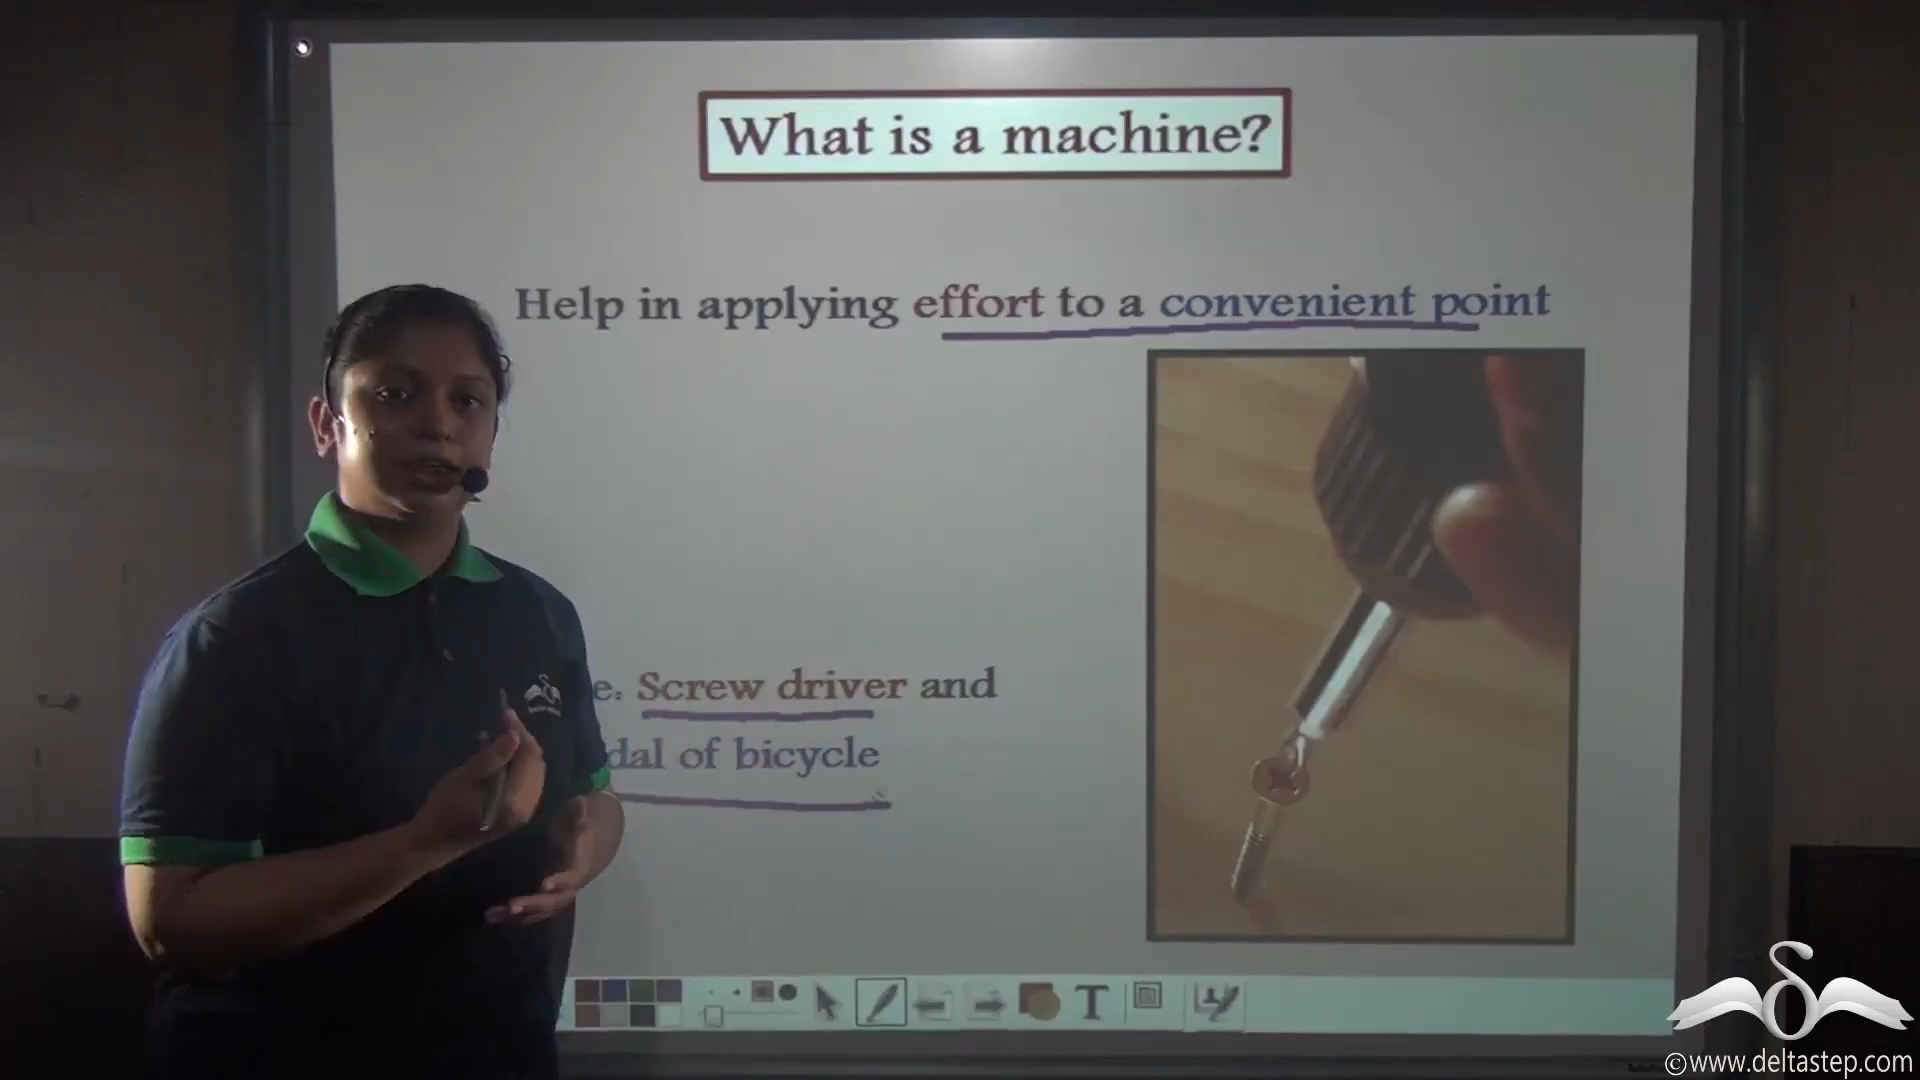 What is a machine?
Help in applying effort to a convenient point
e: Screw driver and
dal of bicycle
T
©www.deltastep.com